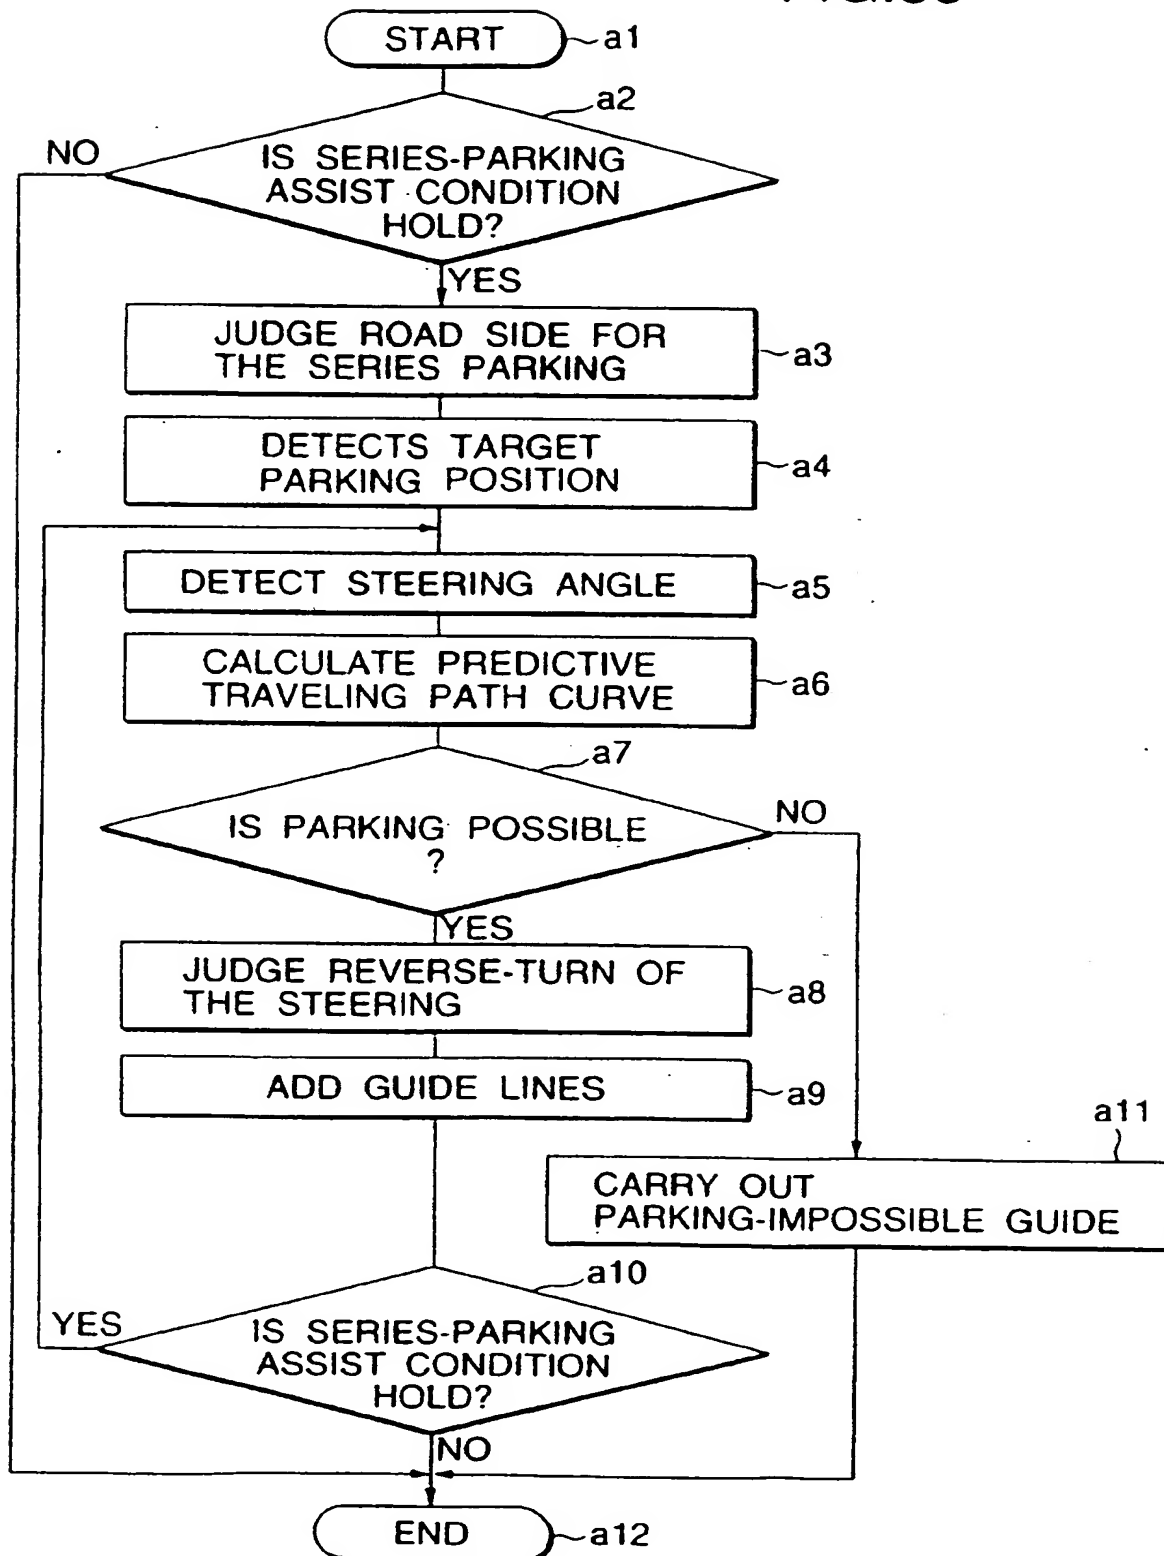 START
a1
a2
NO
IS SERIES-PARKING
ASSIST CONDITION
HOLD?
YES
JUDGE ROAD SIDE FOR
THE SERIES PARKING
a3
DETECTS TARGET
PARKING POSITION
a4
DETECT STEERING ANGLE
a5
CALCULATE PREDICTIVE
TRAVELING PATH CURVE
a6
a7
IS PARKING POSSIBLE
?
NO
YES
JUDGE REVERSE-TURN OF
THE STEERING
a8
ADD GUIDE LINES
a9
a11
CARRY OUT
PARKING-IMPOSSIBLE GUIDE
a10
YES
IS SERIES-PARKING
ASSIST CONDITION
HOLD?
NO
END
a12